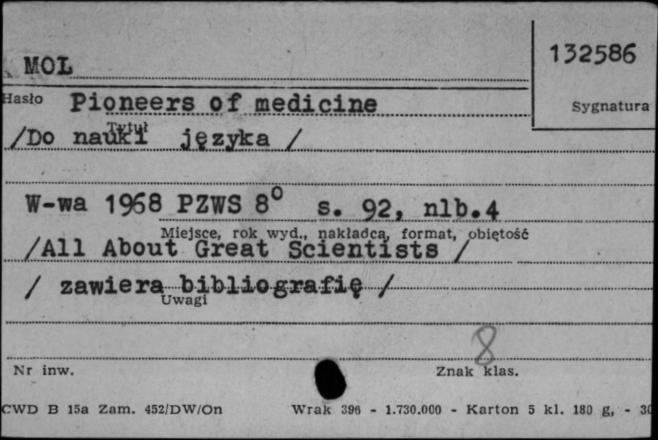 MOL
132586
Hasło Pioneers of medicine
Sygnatura
Tytuł
/Do nauki języka /
W-wa 1968 PZWS 8° s. 92, nlb.4
Miejsce, rok wyd., nakładca, format, objętość
/All About Great Scientists /
/ zawiera bibliografię /
Uwagi
8
Nr inw. Znak klas.
CWD B 15a Zam. 452/DW/On Wrak 396 - 1.730.000 - Karton 5 kl. 180 g, - 30